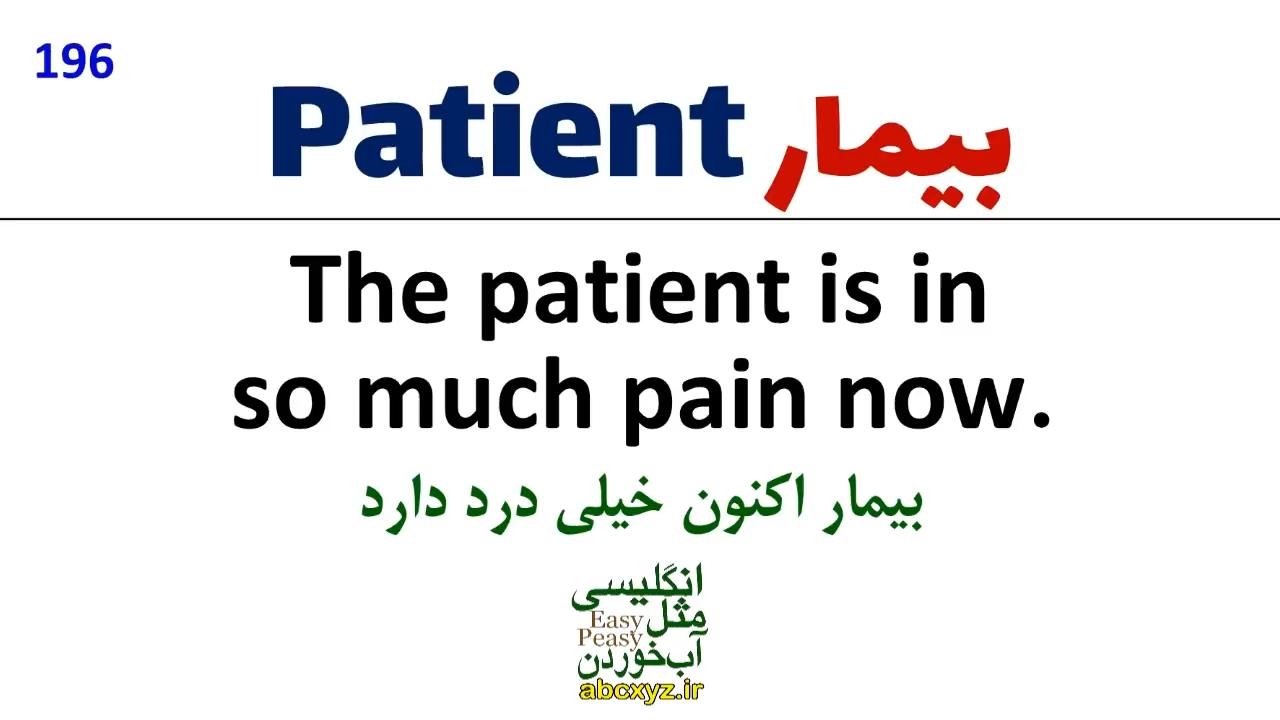 196
Patient بیمار
The patient is in
so much pain now.
بیمار اکنون خیلی درد دارد
انگلیسی
مثل Easy
Peasy
آب‌خوردن
abcxyz.ir